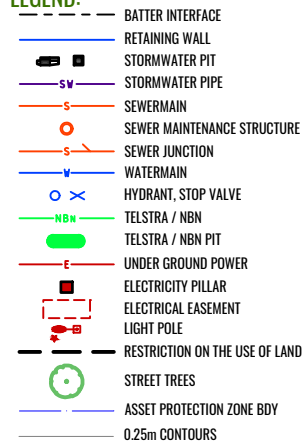 LEGEND:
BATTER INTERFACE
RETAINING WALL
STORMWATER PIT
SW STORMWATER PIPE
S SEWERMAIN
SEWER MAINTENANCE STRUCTURE
S SEWER JUNCTION
W WATERMAIN
HYDRANT, STOP VALVE
NBN TELSTRA / NBN
TELSTRA / NBN PIT
E UNDER GROUND POWER
ELECTRICITY PILLAR
ELECTRICAL EASEMENT
LIGHT POLE
RESTRICTION ON THE USE OF LAND
STREET TREES
ASSET PROTECTION ZONE BDY
0.25m CONTOURS